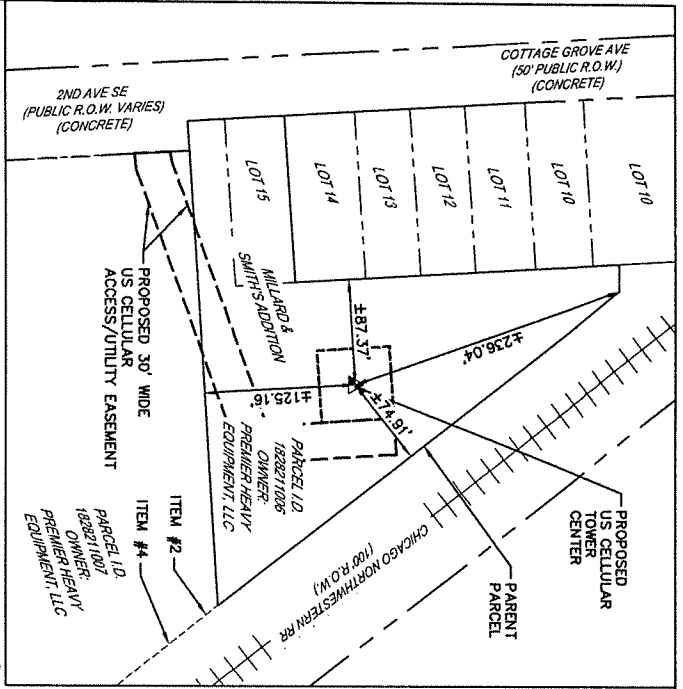 COTTAGE GROVE AVE
(50' PUBLIC R.O.W.)
(CONCRETE)
2ND AVE SE
(PUBLIC R.O.W. VARIES)
(CONCRETE)
LOT 15
LOT 14
LOT 13
LOT 12
LOT 11
LOT 10
LOT 10
MILLARD &
SMITH'S ADDITION
±87.37'
±236.04'
±74.91'
±125.16'
PROPOSED 30' WIDE
US CELLULAR
ACCESS/UTILITY EASEMENT
PARCEL I.D.
1828211006
OWNER:
PREMIER HEAVY
EQUIPMENT, LLC
PROPOSED
US CELLULAR
TOWER
CENTER
PARENT
PARCEL
CHICAGO NORTHWESTERN RR
(100' R.O.W.)
ITEM #2
ITEM #4
PARCEL I.D.
1828211007
OWNER:
PREMIER HEAVY
EQUIPMENT, LLC